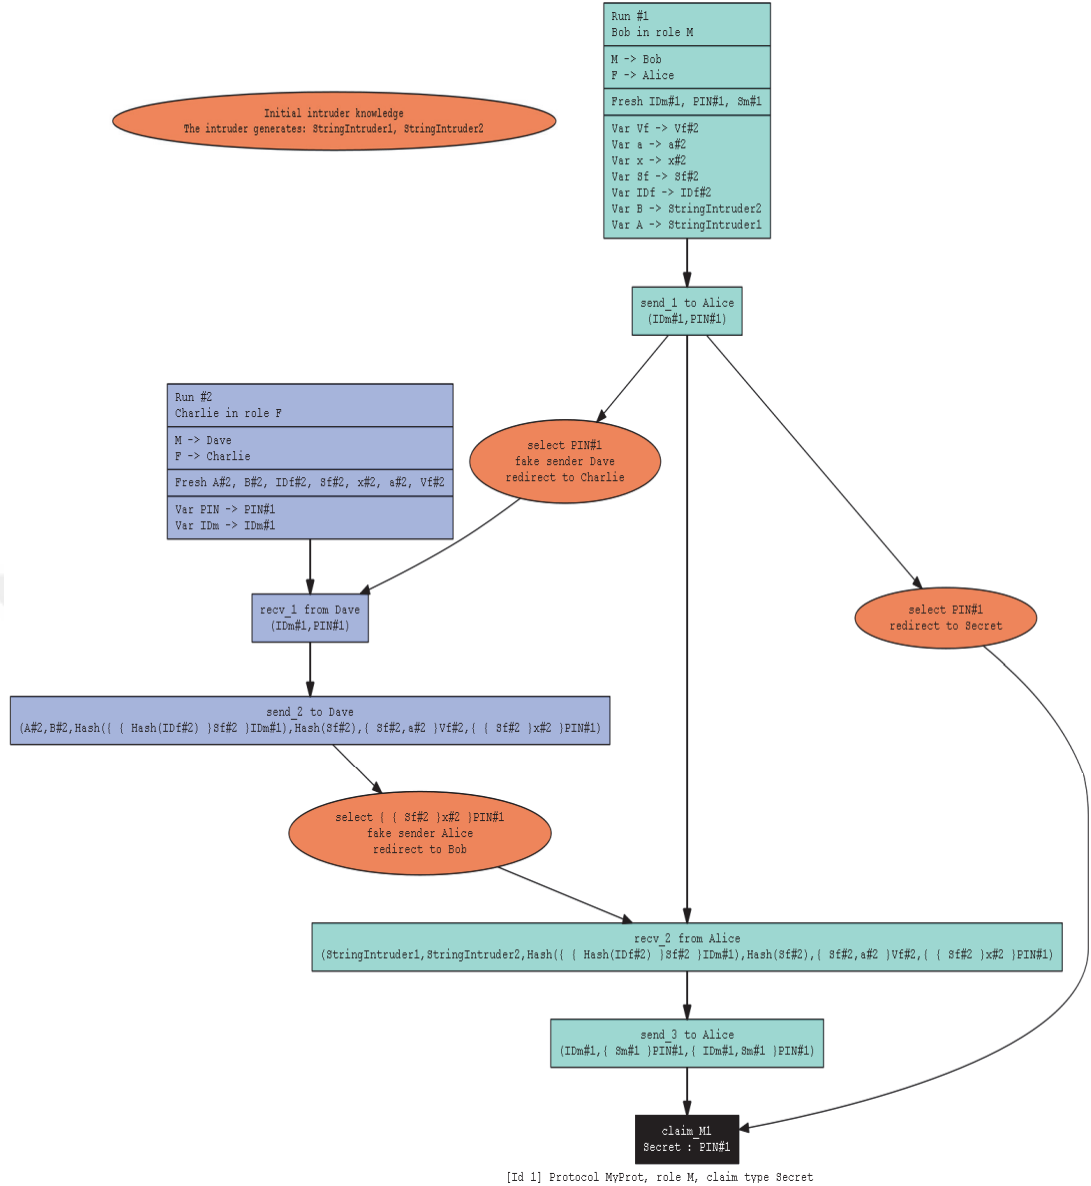 Run #1
Bob in role M
M -> Bob
F -> Alice
Fresh IDm#1, PIN#1, Sm#1
Var Vf -> Vf#2
Var a -> a#2
Var x -> x#2
Var Sf -> Sf#2
Var IDf -> IDf#2
Var B -> StringIntruder2
Var A -> StringIntruder1
Initial intruder knowledge
The intruder generates: StringIntruder1, StringIntruder2
send_1 to Alice
(IDm#1,PIN#1)
Run #2
Charlie in role F
M -> Dave
F -> Charlie
Fresh A#2, B#2, IDf#2, Sf#2, x#2, a#2, Vf#2
Var PIN -> PIN#1
Var IDm -> IDm#1
select PIN#1
fake sender Dave
redirect to Charlie
recv_1 from Dave
(IDm#1,PIN#1)
select PIN#1
redirect to Secret
send_2 to Dave
(A#2,B#2,Hash({ { Hash(IDf#2) }Sf#2 }IDm#1),Hash(Sf#2),{ Sf#2,a#2 }Vf#2,{ { Sf#2 }x#2 }PIN#1)
select { { Sf#2 }x#2 }PIN#1
fake sender Alice
redirect to Bob
recv_2 from Alice
(StringIntruder1,StringIntruder2,Hash({ { Hash(IDf#2) }Sf#2 }IDm#1),Hash(Sf#2),{ Sf#2,a#2 }Vf#2,{ { Sf#2 }x#2 }PIN#1)
send_3 to Alice
(IDm#1,{ Sm#1 }PIN#1,{ IDm#1,Sm#1 }PIN#1)
claim_M1
Secret : PIN#1
[Id 1] Protocol MyProt, role M, claim type Secret